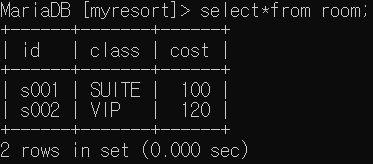 MariaDB [myresort]> select*from room;
+------+-------+------+
| id   | class | cost |
+------+-------+------+
| s001 | SUITE |  100 |
| s002 | VIP   |  120 |
+------+-------+------+
2 rows in set (0.000 sec)